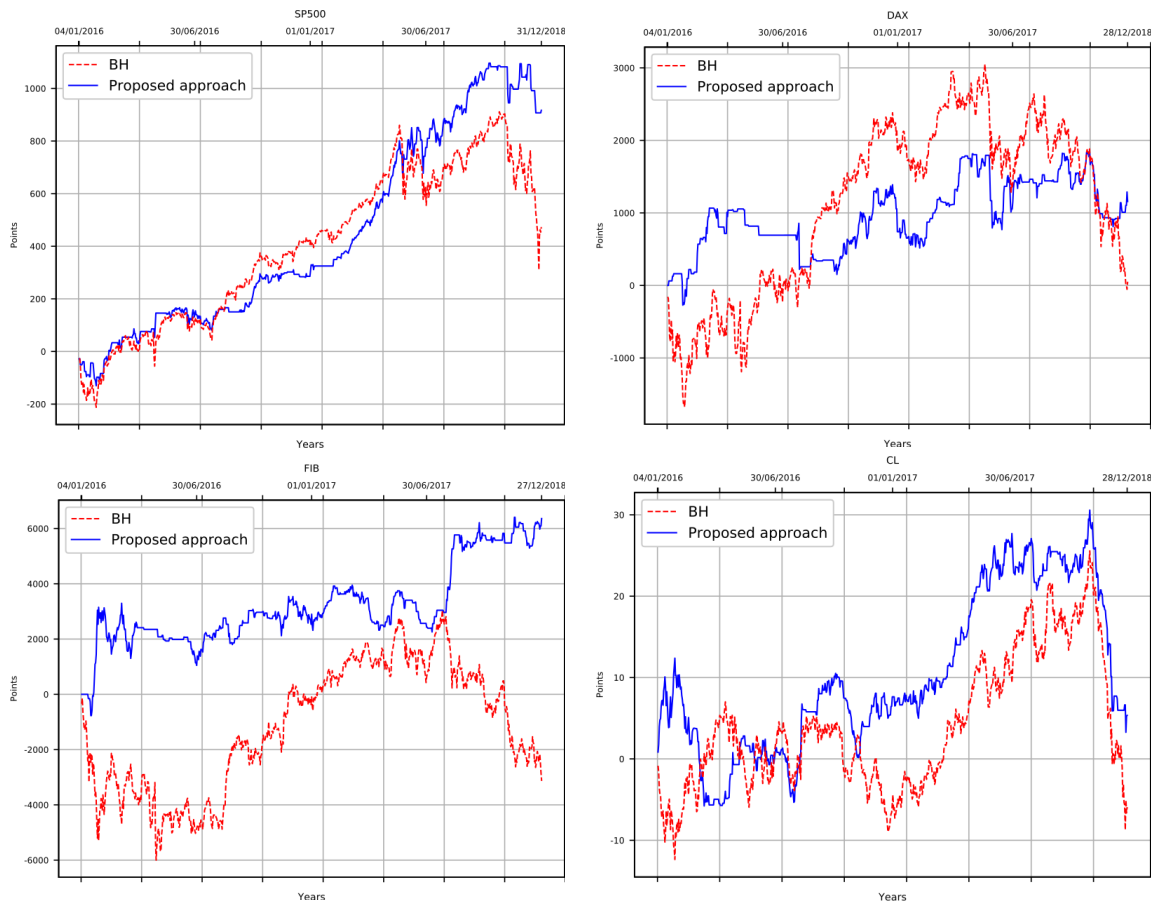 SP500
04/01/2016 30/06/2016 01/01/2017 30/06/2017 31/12/2018
BH
Proposed approach
1000
800
600
400
200
0
-200
Points
Years
DAX
04/01/2016 30/06/2016 01/01/2017 30/06/2017 28/12/2018
BH
Proposed approach
3000
2000
1000
0
-1000
Points
Years
FIB
04/01/2016 30/06/2016 01/01/2017 30/06/2017 27/12/2018
BH
Proposed approach
6000
4000
2000
0
-2000
-4000
-6000
Points
Years
CL
04/01/2016 30/06/2016 01/01/2017 30/06/2017 28/12/2018
BH
Proposed approach
30
20
10
0
-10
Points
Years